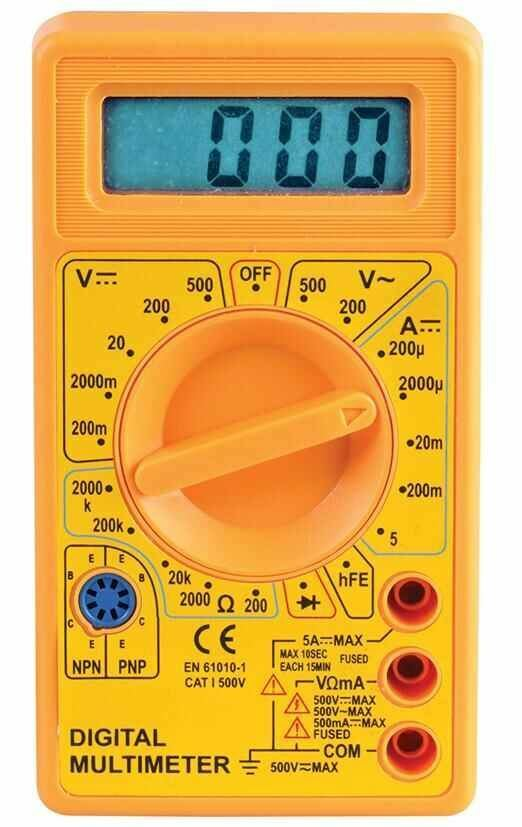 000
V⎓
500
OFF
500
V~
200
200
A⎓
20
200µ
2000m
2000µ
200m
20m
2000
k
200m
200k
5
20k
2000
Ω
200
hFE
E
E
B
B
C
C
E
E
NPN
PNP
CE
EN 61010-1
CAT I 500V
5A⎓MAX
MAX 10SEC
EACH 15MIN
FUSED
VΩmA
500V⎓MAX
500V~MAX
500mA⎓MAX
FUSED
COM
500V≂MAX
DIGITAL
MULTIMETER